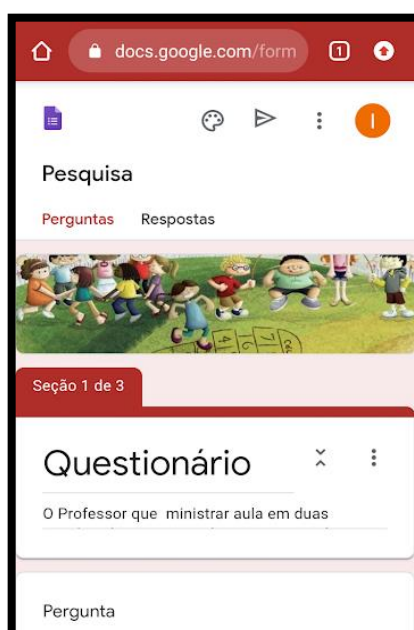 docs.google.com/form
1
I
Pesquisa
Perguntas Respostas
Seção 1 de 3
Questionário
O Professor que ministrar aula em duas
Pergunta